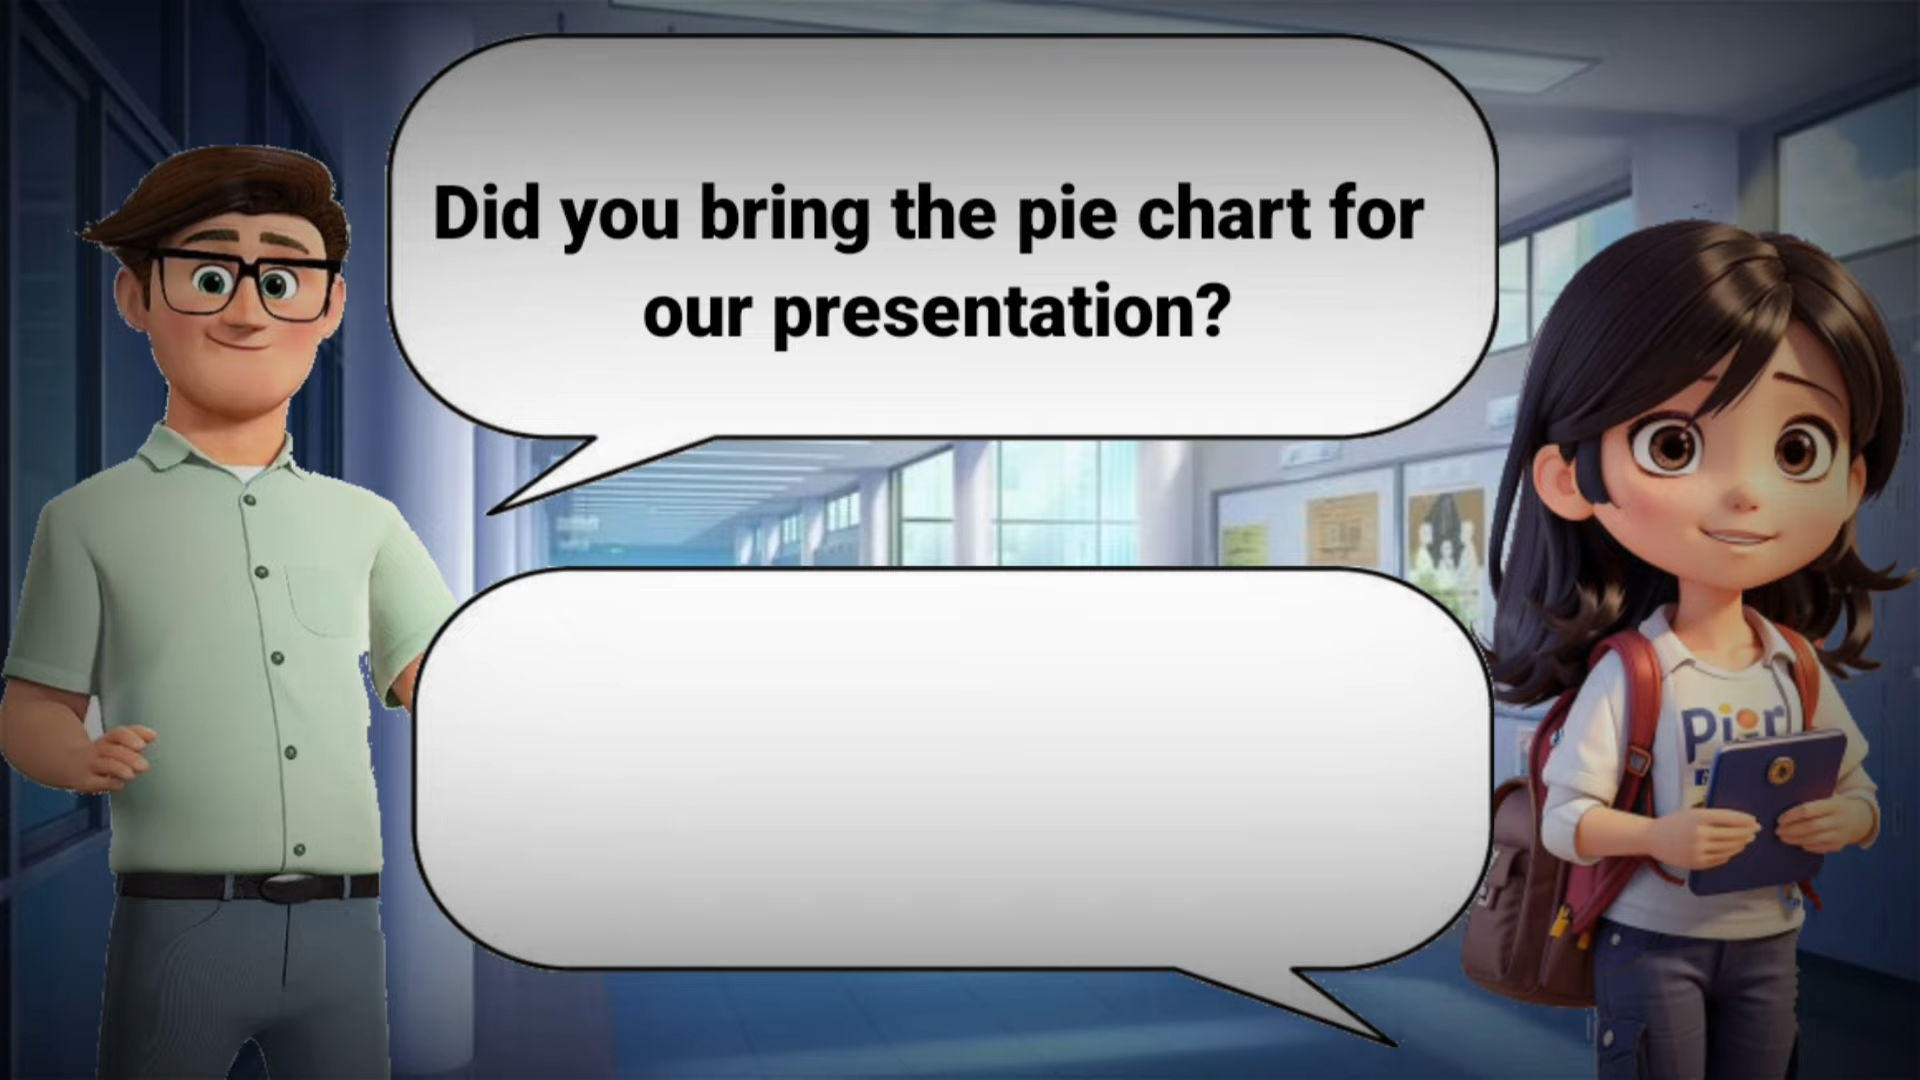 Did you bring the pie chart for
our presentation?